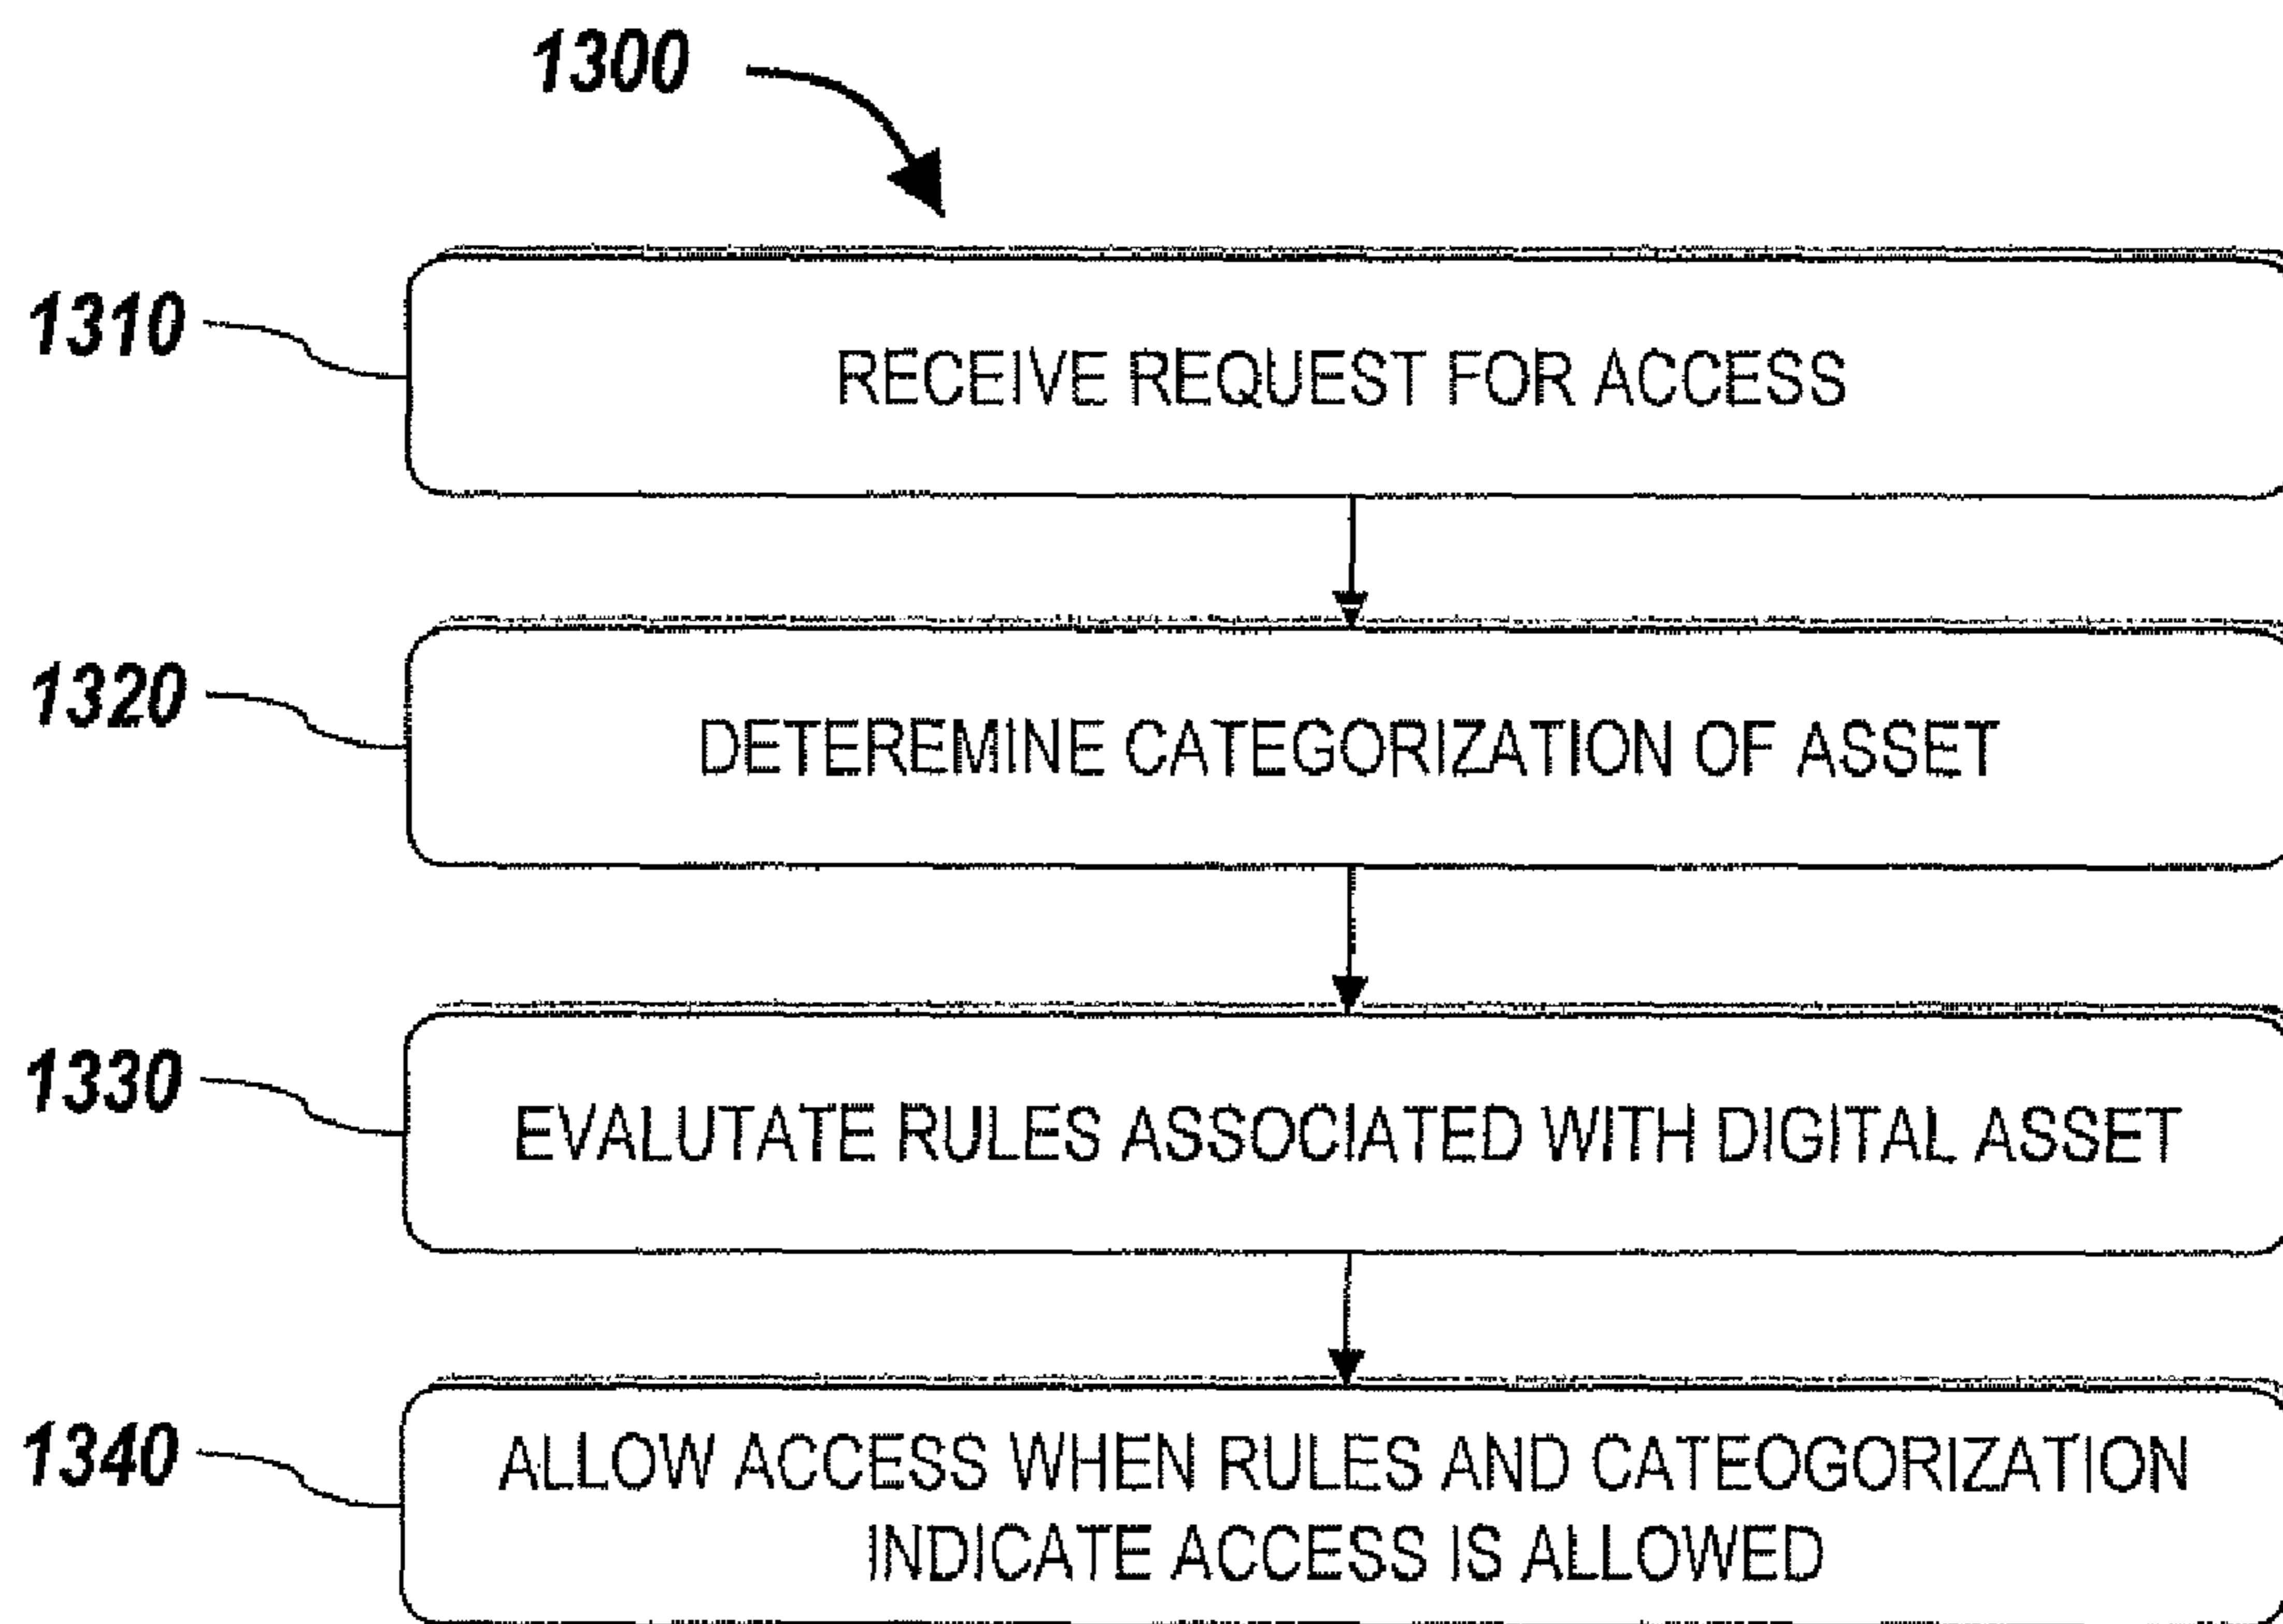 1300
1310
RECEIVE REQUEST FOR ACCESS
1320
DETEREMINE CATEGORIZATION OF ASSET
1330
EVALUTATE RULES ASSOCIATED WITH DIGITAL ASSET
1340
ALLOW ACCESS WHEN RULES AND CATEOGORIZATION
INDICATE ACCESS IS ALLOWED